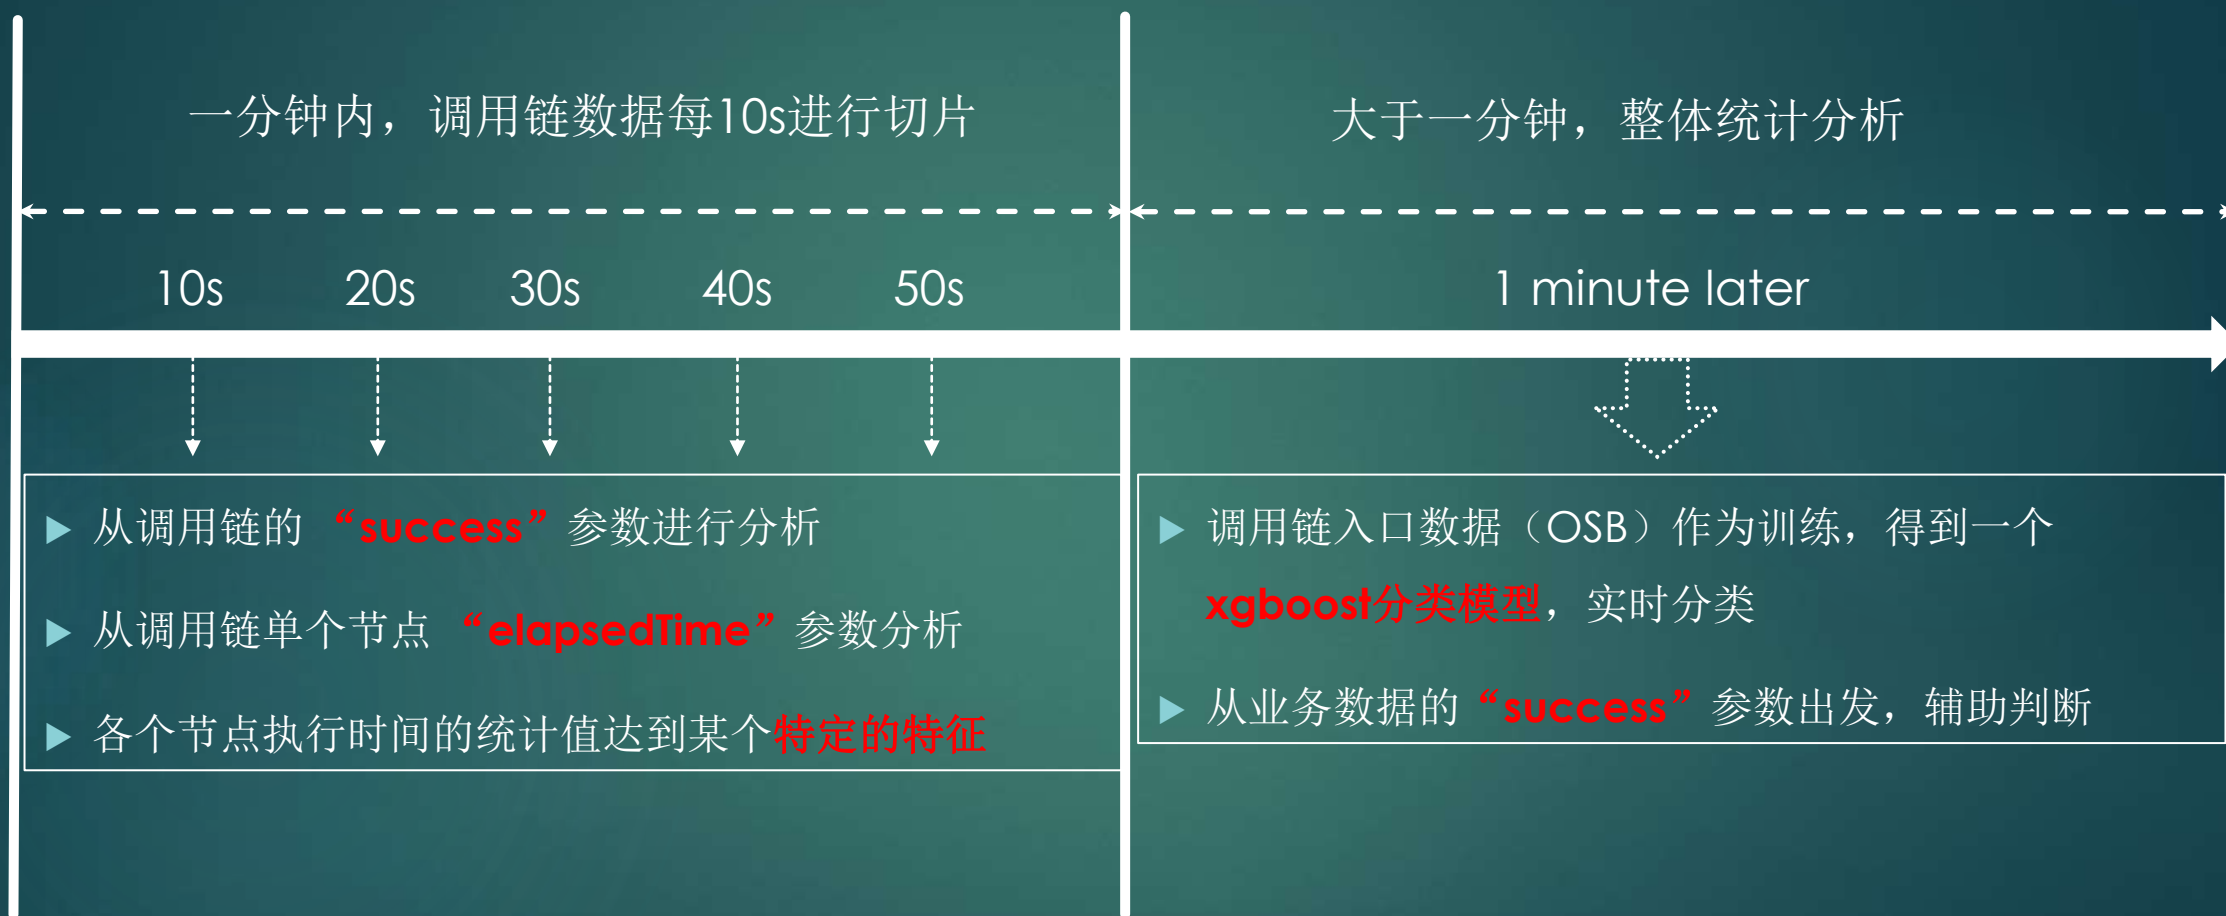 一分钟内，调用链数据每10s进行切片
大于一分钟，整体统计分析
10s 20s 30s 40s 50s
1 minute later
从调用链的 “success” 参数进行分析
从调用链单个节点 “elapsedTime” 参数分析
各个节点执行时间的统计值达到某个特定的特征
调用链入口数据（OSB）作为训练，得到一个
xgboost分类模型，实时分类
从业务数据的“success” 参数出发，辅助判断